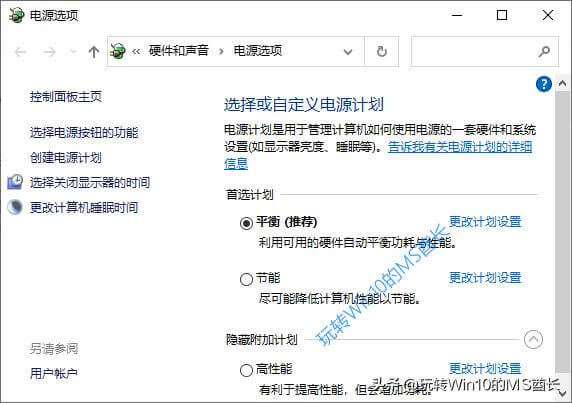 电源选项
硬件和声音 电源选项
控制面板主页
选择电源按钮的功能
创建电源计划
选择关闭显示器的时间
更改计算机睡眠时间
另请参阅
用户帐户
选择或自定义电源计划
电源计划是用于管理计算机如何使用电源的一套硬件和系统
设置(如显示器亮度、睡眠等)。告诉我有关电源计划的详细
信息
首选计划
平衡 (推荐) 更改计划设置
利用可用的硬件自动平衡功耗与性能。
节能 更改计划设置
尽可能降低计算机性能以节能。
隐藏附加计划
高性能 更改计划设置
有利于提高性能，但会增加功耗。
玩转Win10的MS酋长
头条@玩转Win10的MS酋长